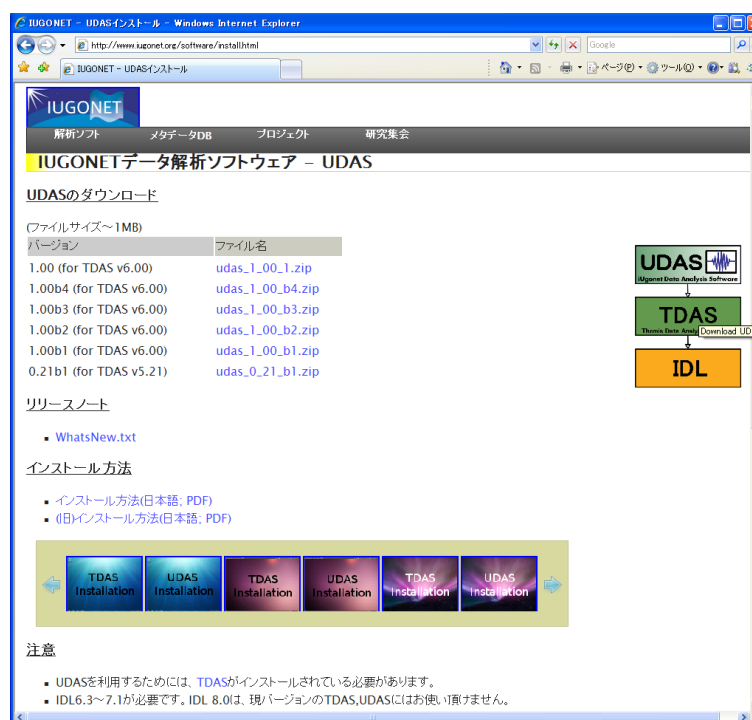 IUGONET - UDASインストール - Windows Internet Explorer
http://www.iugonet.org/software/install.html
Google
IUGONET - UDASインストール
ページ(P)
ツール(O)
IUGONET
解析ソフト メタデータDB プロジェクト 研究集会
IUGONETデータ解析ソフトウェア – UDAS
UDASのダウンロード
(ファイルサイズ～1MB)
バージョン ファイル名
1.00 (for TDAS v6.00) udas_1_00_1.zip
1.00b4 (for TDAS v6.00) udas_1_00_b4.zip
1.00b3 (for TDAS v6.00) udas_1_00_b3.zip
1.00b2 (for TDAS v6.00) udas_1_00_b2.zip
1.00b1 (for TDAS v6.00) udas_1_00_b1.zip
0.21b1 (for TDAS v5.21) udas_0_21_b1.zip
UDAS
iUgonet Data Analysis Software
TDAS
Themis Data Analy
Download UD
IDL
リリースノート
WhatsNew.txt
インストール方法
インストール方法(日本語; PDF)
(旧)インストール方法(日本語; PDF)
TDAS Installation
UDAS Installation
TDAS Installation
UDAS Installation
TDAS Installation
UDAS Installation
注意
UDASを利用するためには、TDASがインストールされている必要があります。
IDL6.3～7.1が必要です。IDL 8.0は、現バージョンのTDAS,UDASにはお使い頂けません。